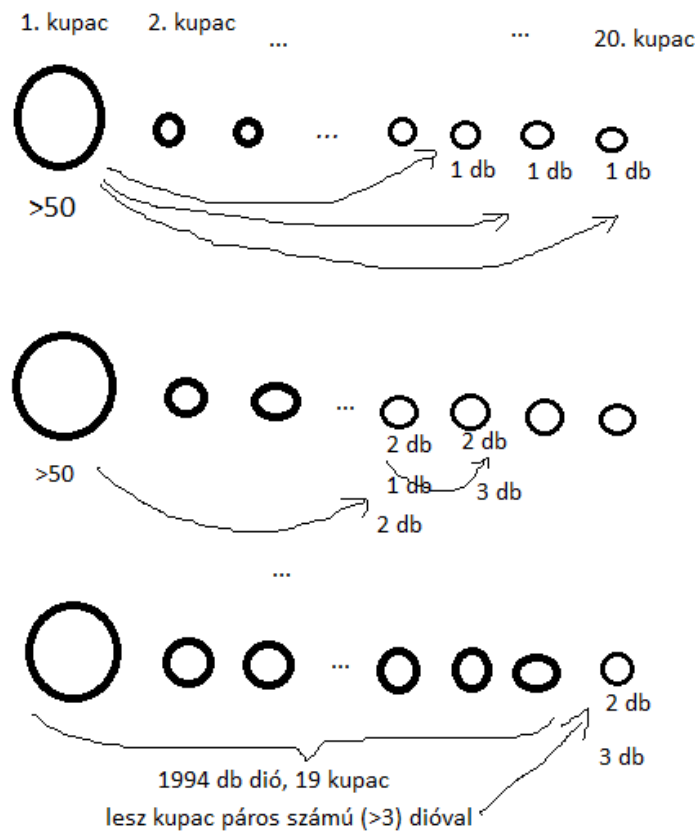 1. kupac 2. kupac ... ... 20. kupac
...
1 db 1 db 1 db
>50
...
2 db 2 db
>50 1 db 3 db
2 db
...
...
2 db
3 db
1994 db dió, 19 kupac
lesz kupac páros számú (>3) dióval